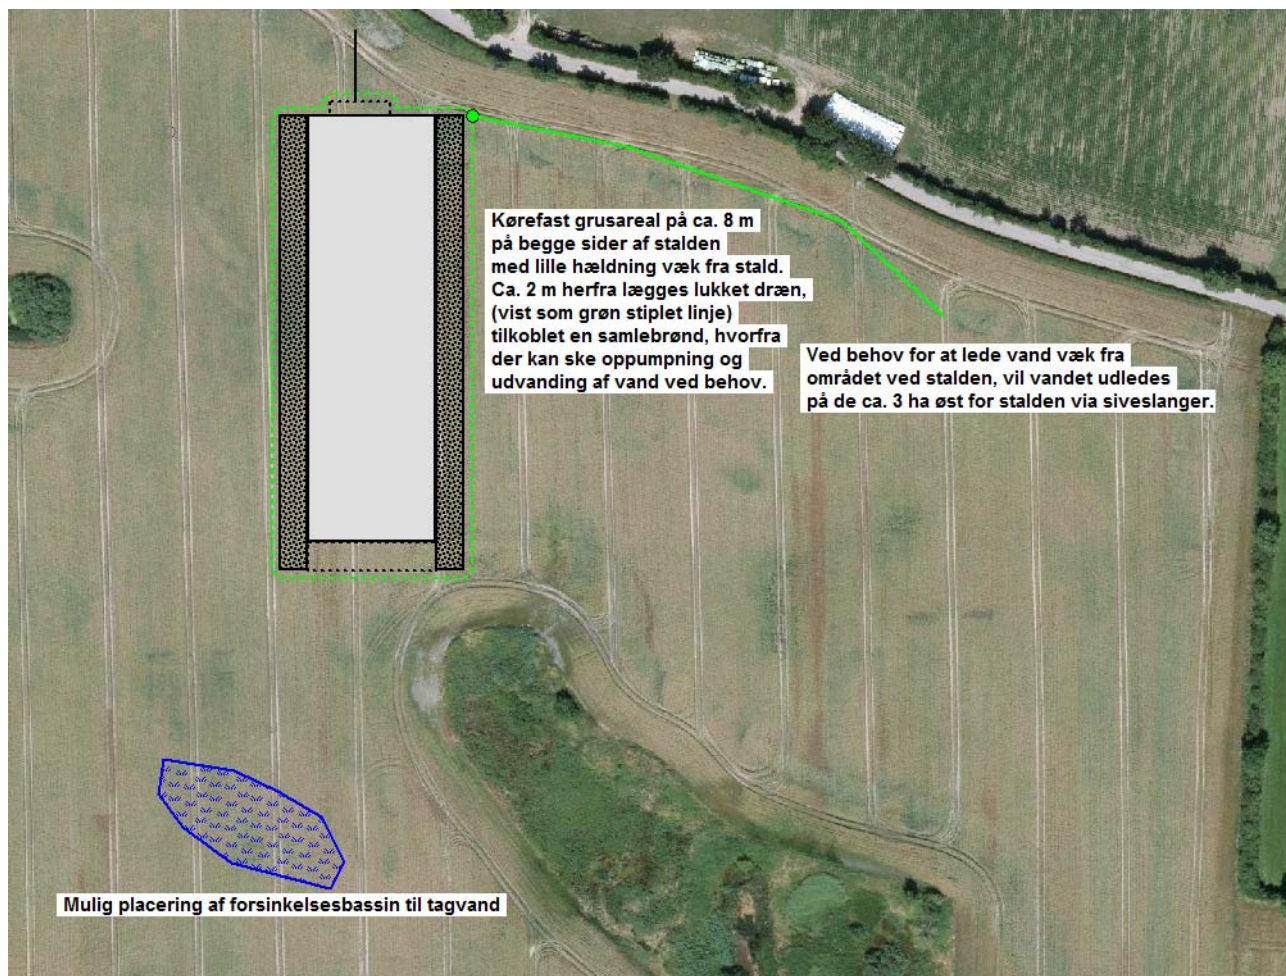 Kørefast grusareal på ca. 8 m
på begge sider af stalden
med lille hældning væk fra stald.
Ca. 2 m herfra lægges lukket dræn,
(vist som grøn stiplet linje)
tilkoblet en samlebrønd, hvorfra
der kan ske oppumpning og
udvanding af vand ved behov.
Ved behov for at lede vand væk fra
området ved stalden, vil vandet udledes
på de ca. 3 ha øst for stalden via siveslanger.
Mulig placering af forsinkelsesbassin til tagvand